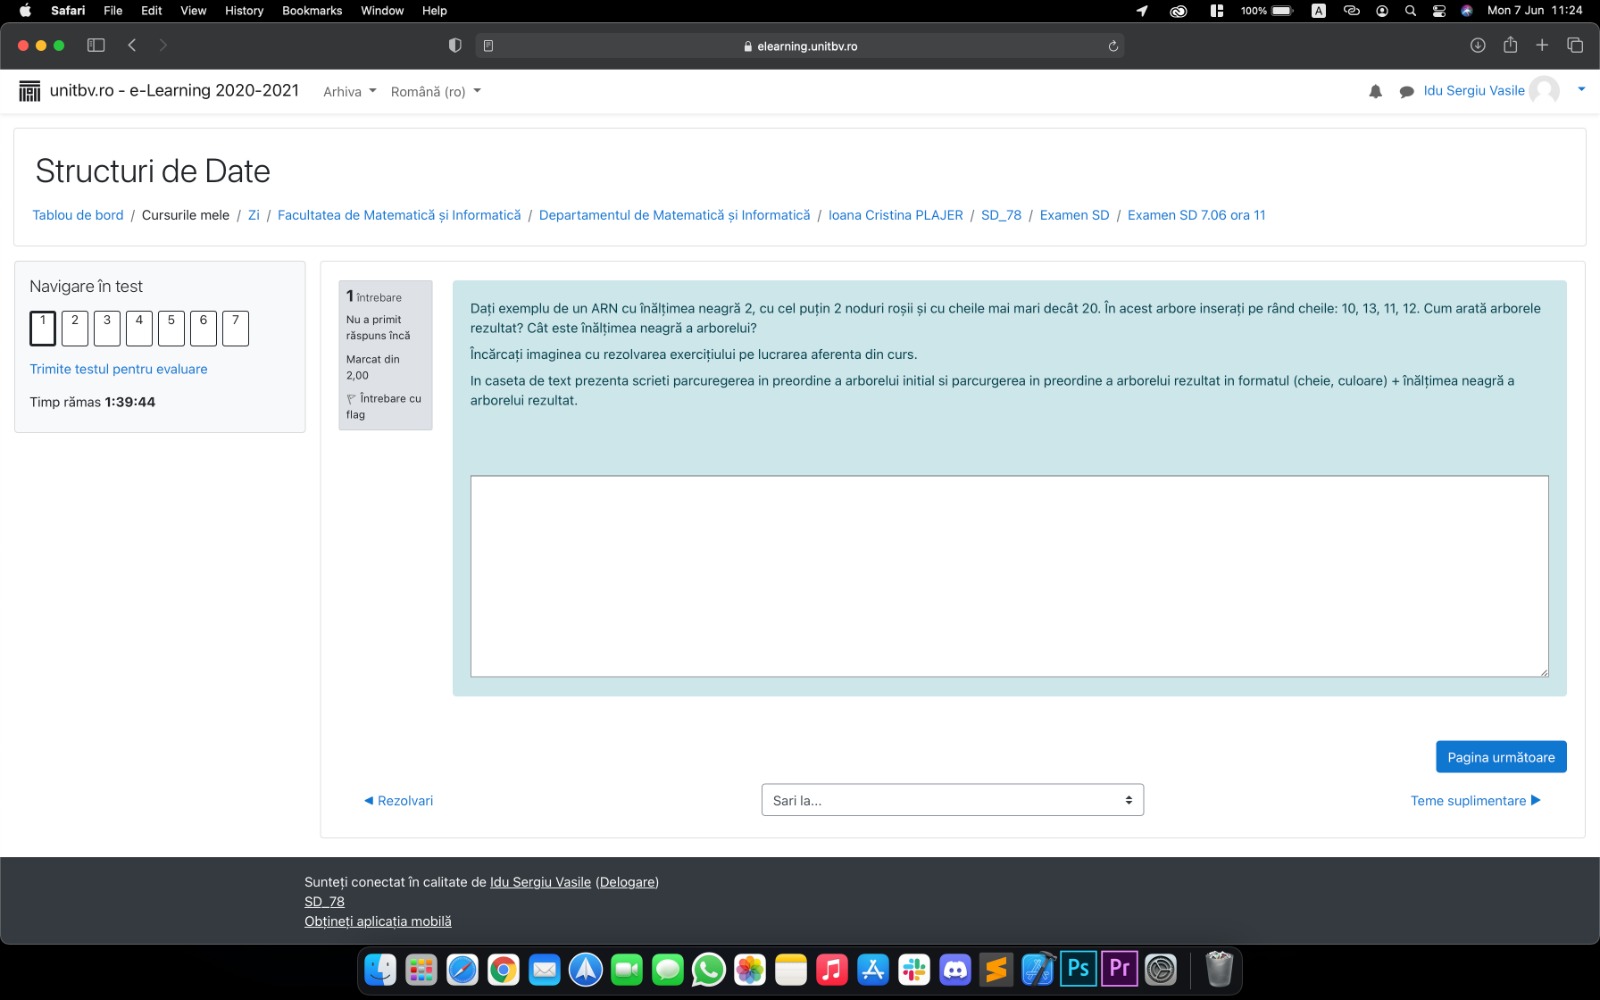 Safari File Edit View History Bookmarks Window Help 100% A Mon 7 Jun 11:24
elearning.unitbv.ro
unitbv.ro - e-Learning 2020-2021 Arhiva Română (ro) Idu Sergiu Vasile
Structuri de Date
Tablou de bord / Cursurile mele / Zi / Facultatea de Matematică și Informatică / Departamentul de Matematică și Informatică / Ioana Cristina PLAJER / SD_78 / Examen SD / Examen SD 7.06 ora 11
Navigare în test
1 2 3 4 5 6 7
Trimite testul pentru evaluare
Timp rămas 1:39:44
1 întrebare
Nu a primit
răspuns încă
Marcat din
2,00
Întrebare cu
flag
Dați exemplu de un ARN cu înălțimea neagră 2, cu cel puțin 2 noduri roșii și cu cheile mai mari decât 20. În acest arbore inserați pe rând cheile: 10, 13, 11, 12. Cum arată arborele
rezultat? Cât este înălțimea neagră a arborelui?
Încărcați imaginea cu rezolvarea exercițiului pe lucrarea aferenta din curs.
In caseta de text prezenta scrieti parcuregerea in preordine a arborelui initial si parcurgerea in preordine a arborelui rezultat in formatul (cheie, culoare) + înălțimea neagră a
arborelui rezultat.
Pagina următoare
◄ Rezolvari
Sari la...
Teme suplimentare ►
Sunteți conectat în calitate de Idu Sergiu Vasile (Delogare)
SD_78
Obțineți aplicația mobilă
Ps Pr